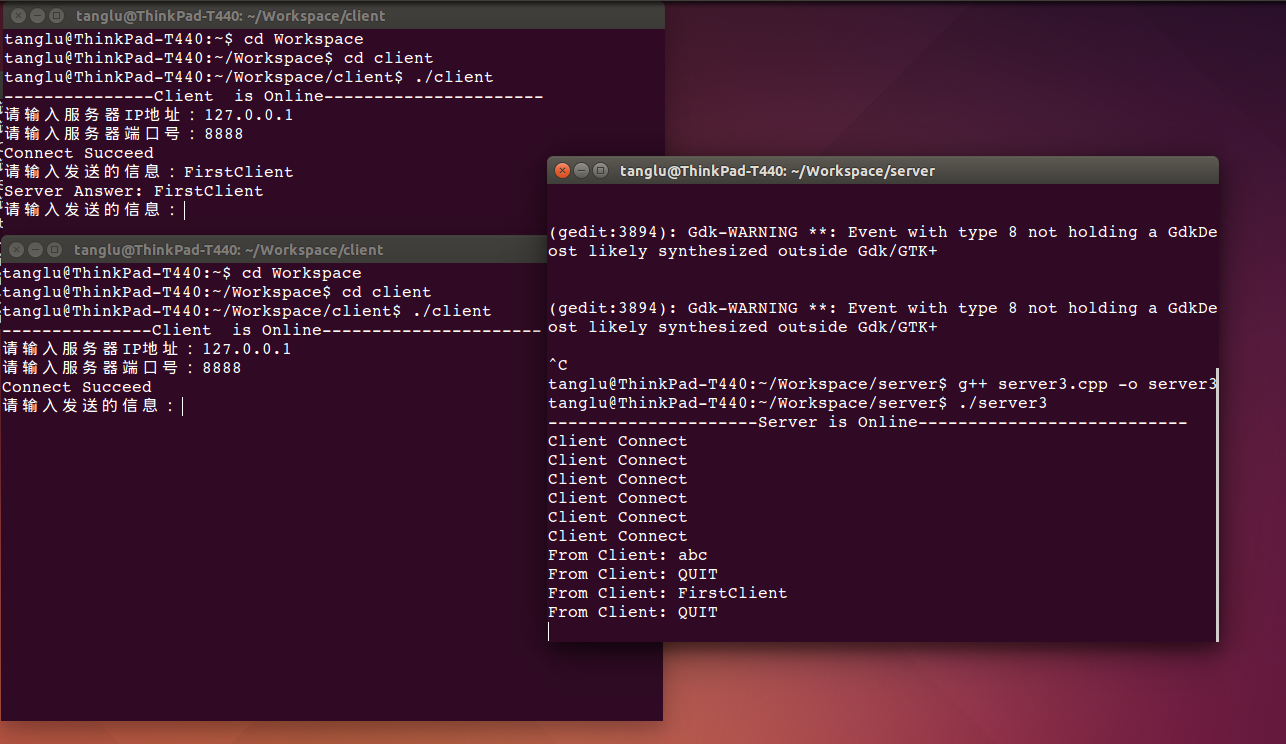 tanglu@ThinkPad-T440: ~/Workspace/client
tanglu@ThinkPad-T440:~$ cd Workspace
tanglu@ThinkPad-T440:~/Workspace$ cd client
tanglu@ThinkPad-T440:~/Workspace/client$ ./client
---------------Client  is Online----------------------
请输入服务器IP地址：127.0.0.1
请输入服务器端口号：8888
Connect Succeed
请输入发送的信息：FirstClient
Server Answer: FirstClient
请输入发送的信息：
tanglu@ThinkPad-T440: ~/Workspace/client
tanglu@ThinkPad-T440:~$ cd Workspace
tanglu@ThinkPad-T440:~/Workspace$ cd client
tanglu@ThinkPad-T440:~/Workspace/client$ ./client
---------------Client  is Online----------------------
请输入服务器IP地址：127.0.0.1
请输入服务器端口号：8888
Connect Succeed
请输入发送的信息：
tanglu@ThinkPad-T440: ~/Workspace/server
(gedit:3894): Gdk-WARNING **: Event with type 8 not holding a GdkDe
ost likely synthesized outside Gdk/GTK+
(gedit:3894): Gdk-WARNING **: Event with type 8 not holding a GdkDe
ost likely synthesized outside Gdk/GTK+
^C
tanglu@ThinkPad-T440:~/Workspace/server$ g++ server3.cpp -o server3
tanglu@ThinkPad-T440:~/Workspace/server$ ./server3
---------------------Server is Online---------------------------
Client Connect
Client Connect
Client Connect
Client Connect
Client Connect
Client Connect
From Client: abc
From Client: QUIT
From Client: FirstClient
From Client: QUIT